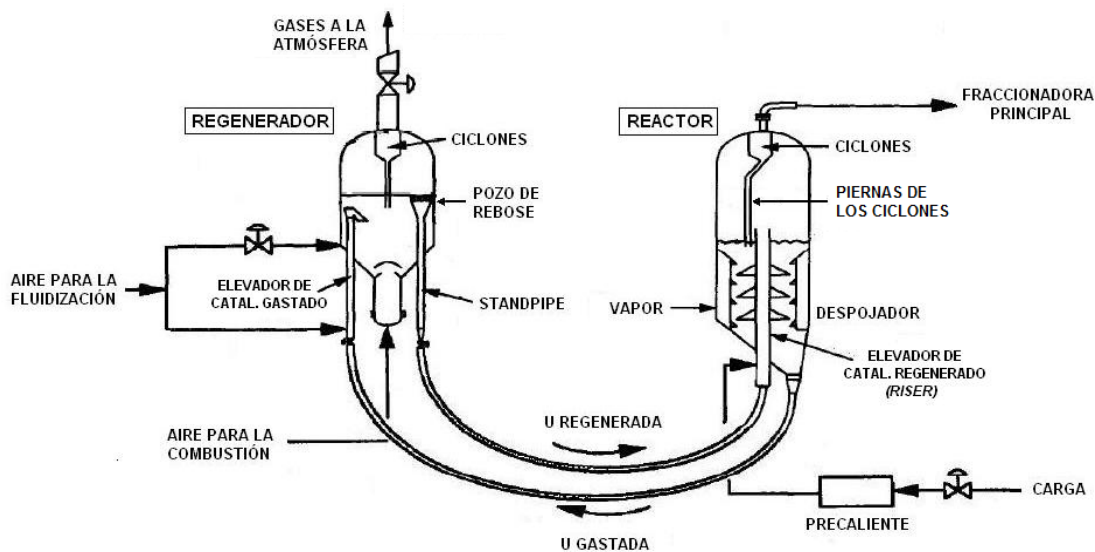 GASES A LA
ATMÓSFERA
REGENERADOR
CICLONES
POZO DE
REBOSE
AIRE PARA LA
FLUIDIZACIÓN
ELEVADOR DE
CATAL. GASTADO
STANDPIPE
AIRE PARA LA
COMBUSTIÓN
U REGENERADA
U GASTADA
REACTOR
FRACCIONADORA
PRINCIPAL
CICLONES
PIERNAS DE
LOS CICLONES
VAPOR
DESPOJADOR
ELEVADOR DE
CATAL. REGENERADO
(RISER)
CARGA
PRECALIENTE